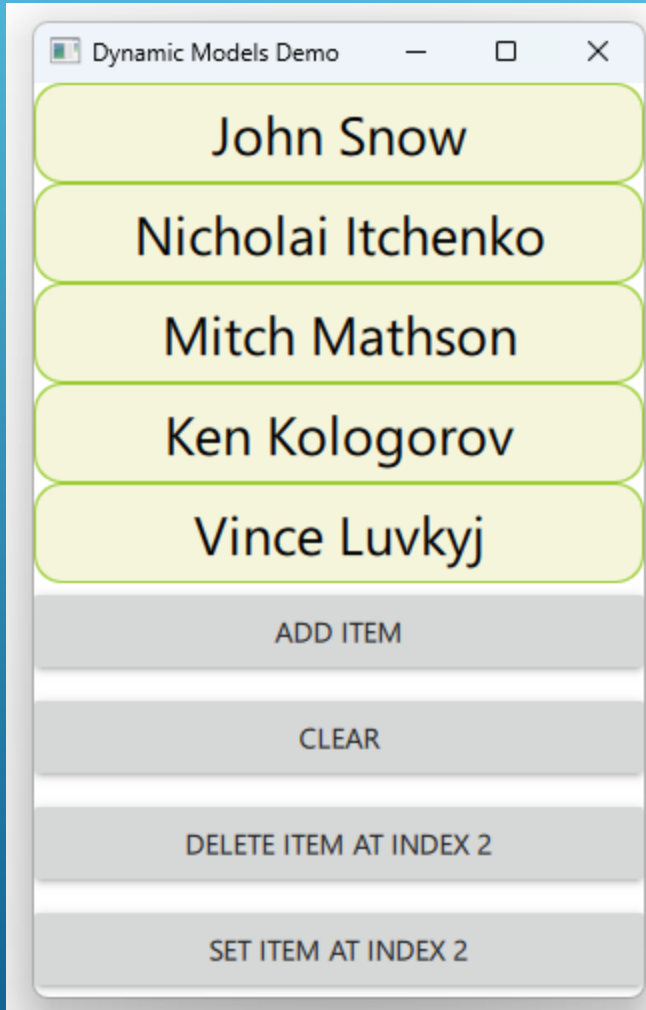 Dynamic Models Demo
John Snow
Nicholai Itchenko
Mitch Mathson
Ken Kologorov
Vince Luvkyj
ADD ITEM
CLEAR
DELETE ITEM AT INDEX 2
SET ITEM AT INDEX 2